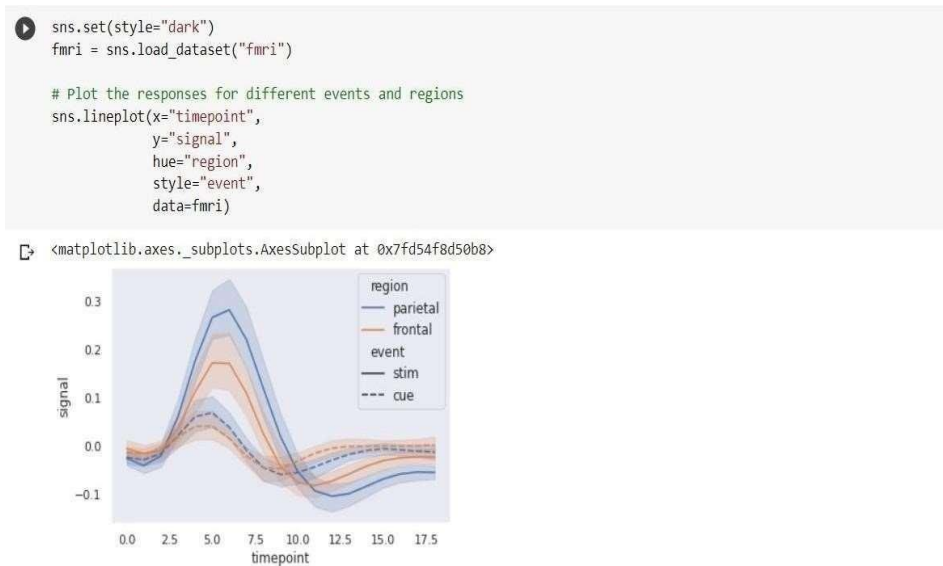 sns.set(style="dark")
fmri = sns.load_dataset("fmri")
# Plot the responses for different events and regions
sns.lineplot(x="timepoint",
y="signal",
hue="region",
style="event",
data=fmri)
<matplotlib.axes._subplots.AxesSubplot at 0x7fd54f8d50b8>
region
parietal
frontal
event
stim
cue
0.3
0.2
0.1
0.0
−0.1
signal
0.0 2.5 5.0 7.5 10.0 12.5 15.0 17.5
timepoint